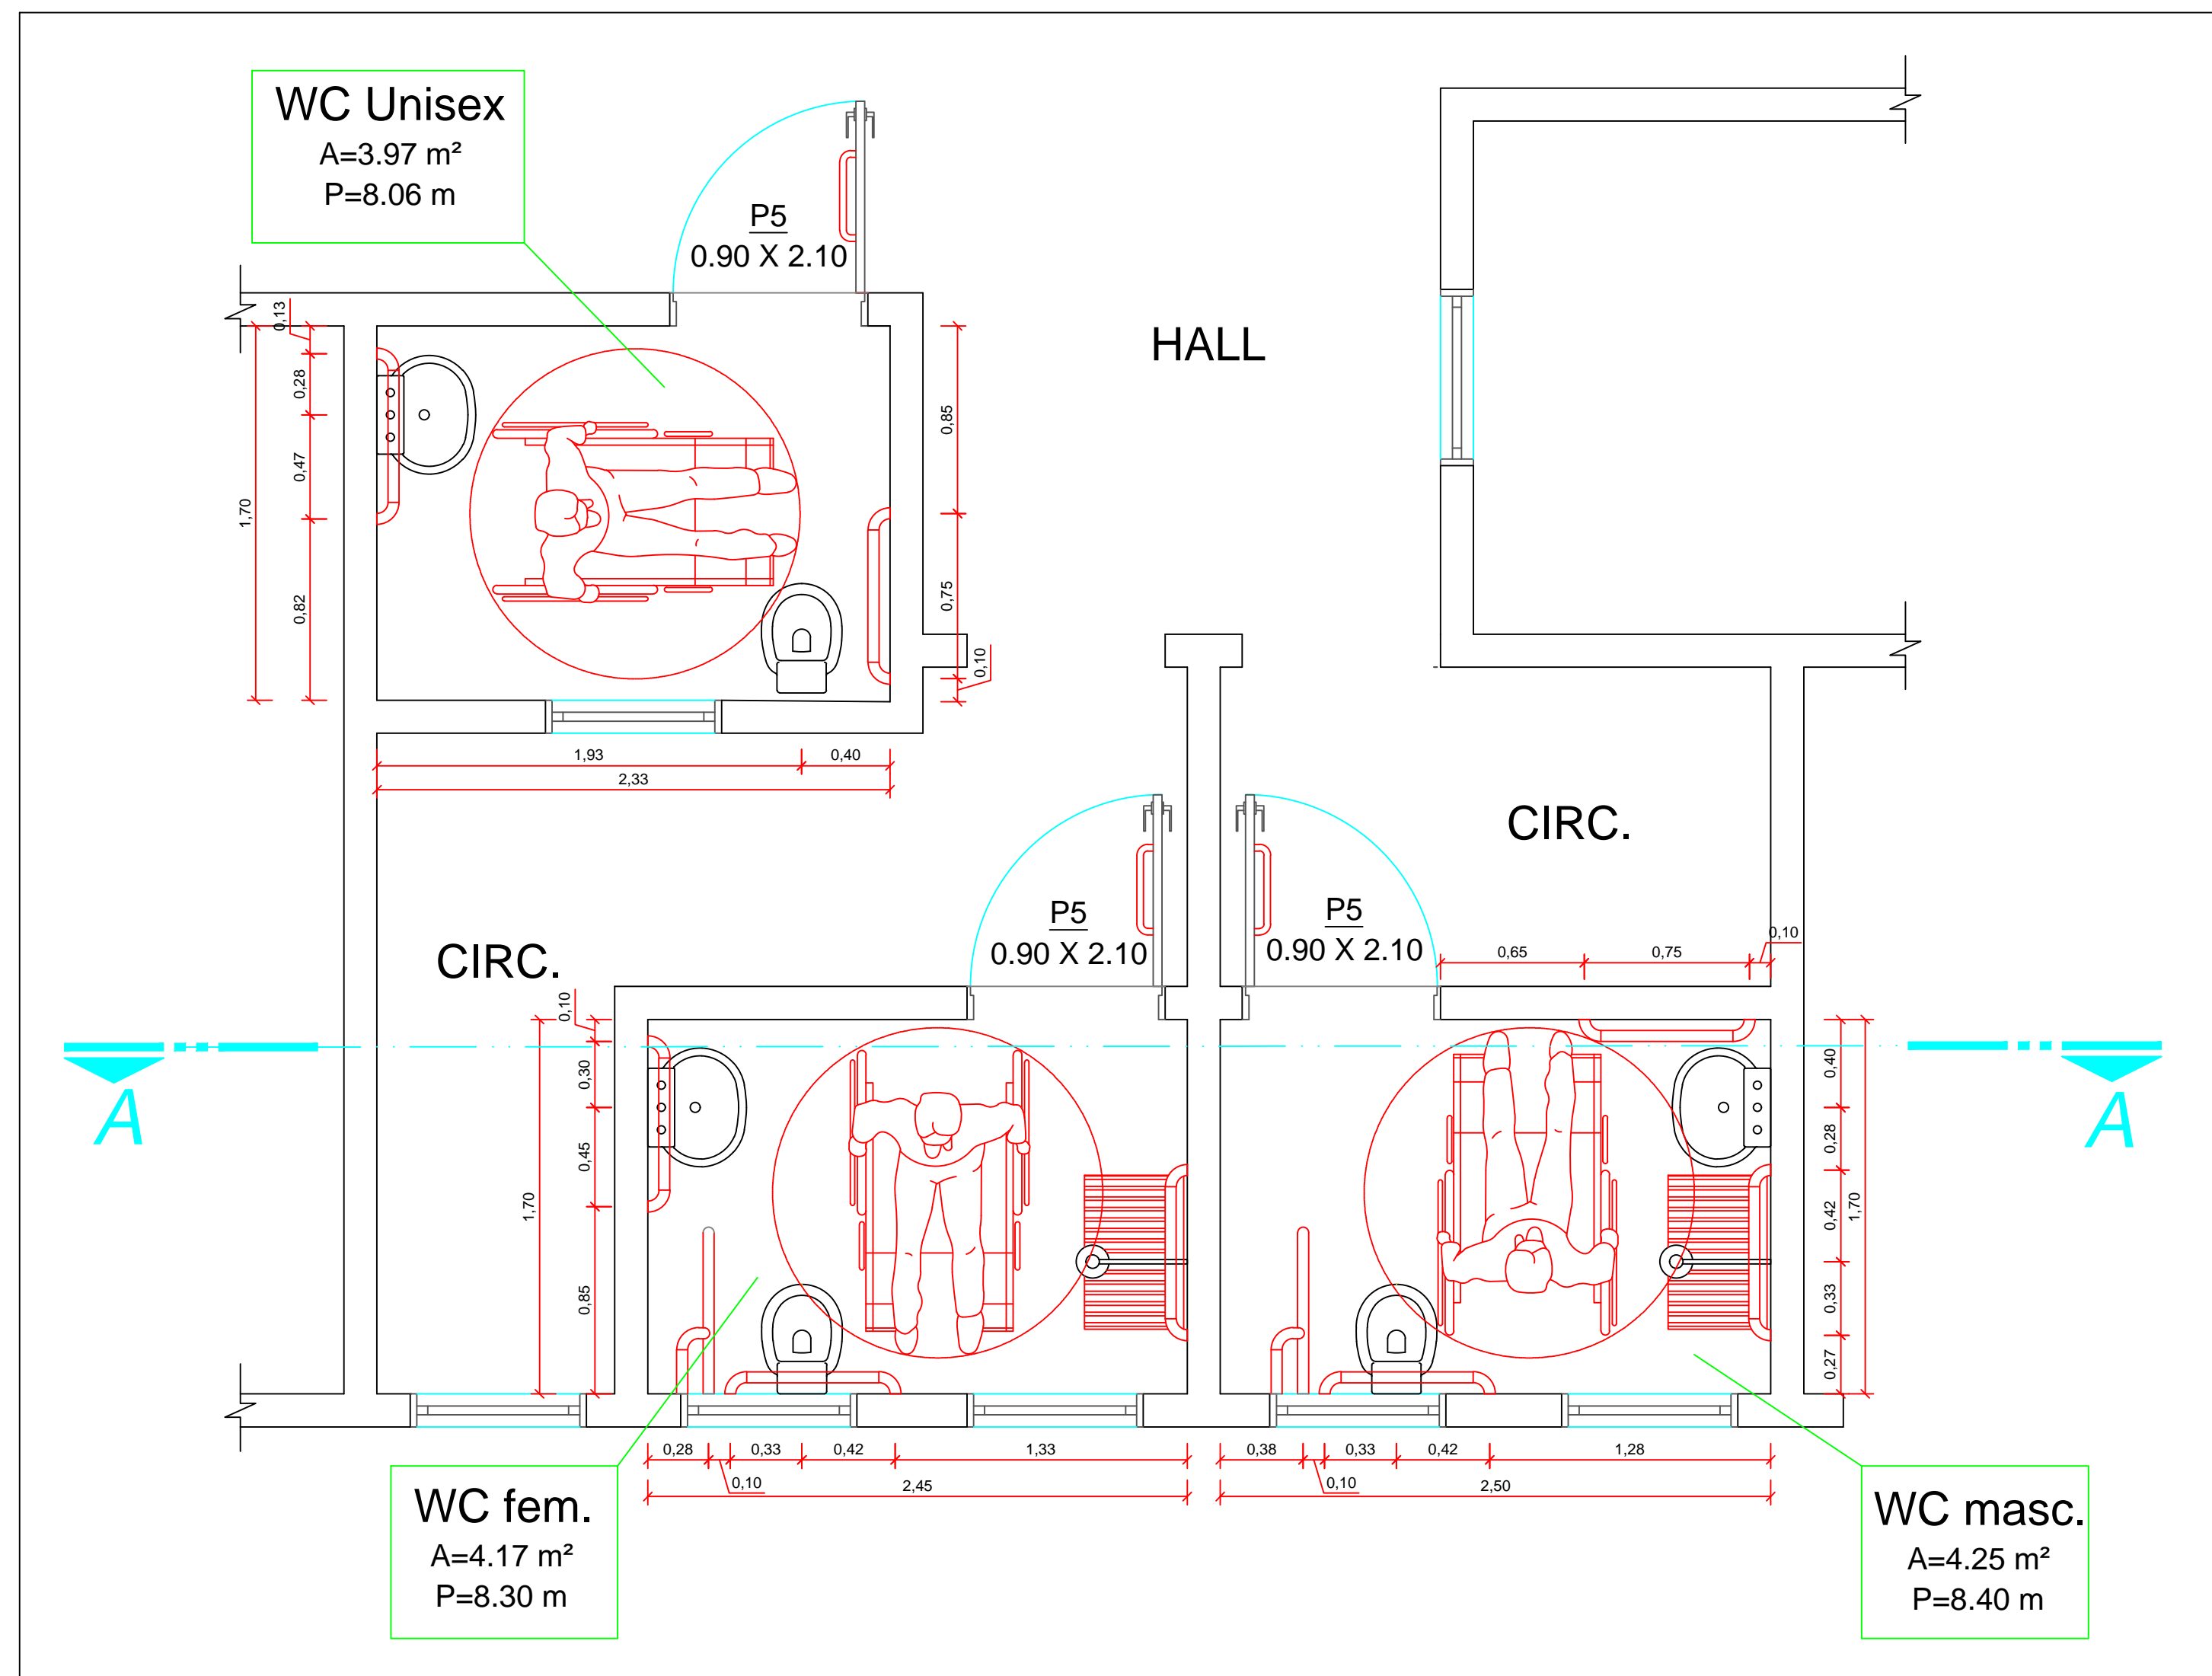 WC Unisex
A=3.97 m²
P=8.06 m
P5
0.90 X 2.10
HALL
0,13
0,28
0,47
0,82
1,70
0,85
0,75
0,10
1,93
0,40
2,33
CIRC.
P5
0.90 X 2.10
P5
0.90 X 2.10
CIRC.
0,65
0,75
0,10
0,10
0,30
0,45
0,85
1,70
0,40
0,28
0,42
0,33
0,27
1,70
A
A
0,28
0,10
0,33
0,42
1,33
2,45
0,38
0,10
0,33
0,42
1,28
2,50
WC fem.
A=4.17 m²
P=8.30 m
WC masc.
A=4.25 m²
P=8.40 m